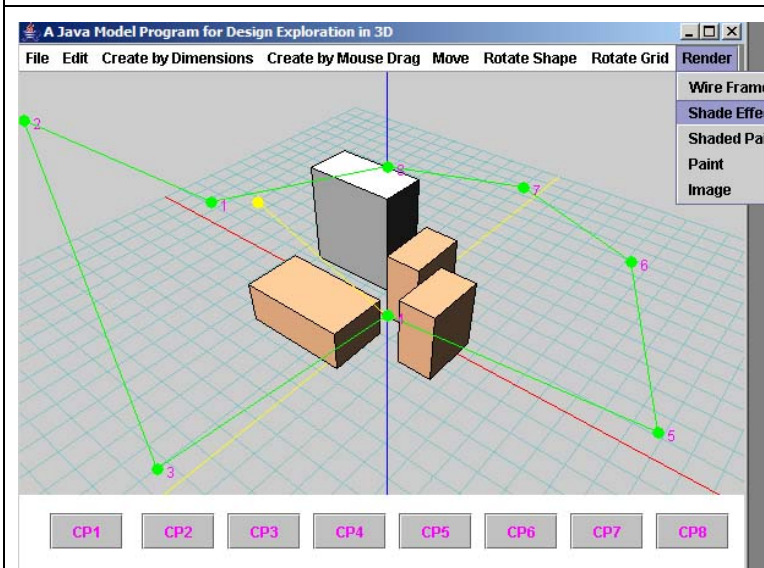 A Java Model Program for Design Exploration in 3D
File Edit Create by Dimensions Create by Mouse Drag Move Rotate Shape Rotate Grid Render
Wire Frame
Shade Effe
Shaded Pai
Paint
Image
2
1
8
7
6
4
5
3
CP1 CP2 CP3 CP4 CP5 CP6 CP7 CP8